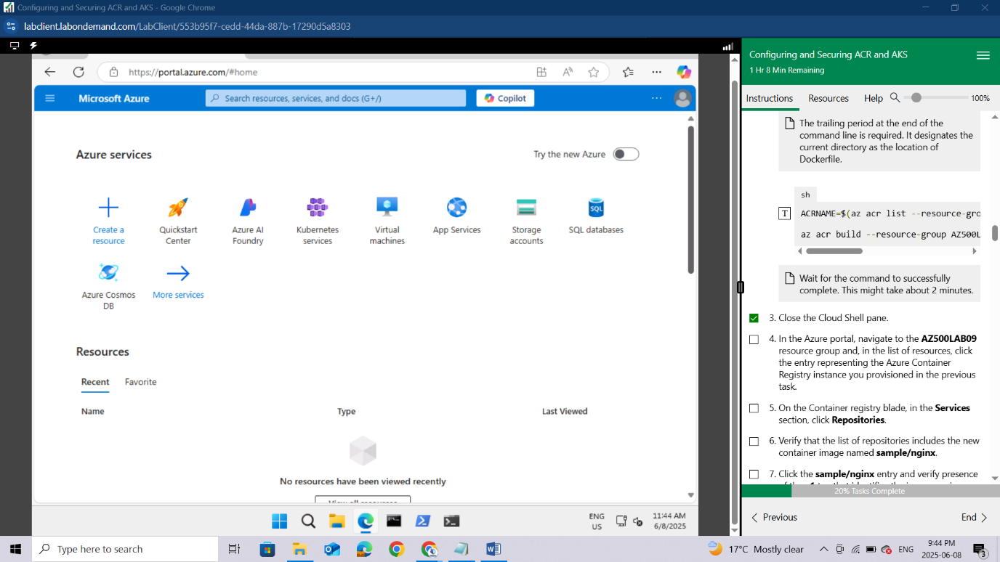 Configuring and Securing ACR and AKS - Google Chrome
labclient.labondemand.com/LabClient/553b95f7-cedd-44da-887b-17290d5a8303
https://portal.azure.com/#home
Microsoft Azure
Search resources, services, and docs (G+/)
Copilot
Azure services
Try the new Azure
Create a resource
Quickstart Center
Azure AI Foundry
Kubernetes services
Virtual machines
App Services
Storage accounts
SQL databases
Azure Cosmos DB
More services
Resources
Recent
Favorite
Name
Type
Last Viewed
No resources have been viewed recently
ENG
US
11:44 AM
6/8/2025
Configuring and Securing ACR and AKS
1 Hr 8 Min Remaining
Instructions
Resources
Help
100%
The trailing period at the end of the
command line is required. It designates the
current directory as the location of
Dockerfile.
sh
ACRNAME=$(az acr list --resource-gro
az acr build --resource-group AZ500L
Wait for the command to successfully
complete. This might take about 2 minutes.
3. Close the Cloud Shell pane.
4. In the Azure portal, navigate to the AZ500LAB09
resource group and, in the list of resources, click
the entry representing the Azure Container
Registry instance you provisioned in the previous
task.
5. On the Container registry blade, in the Services
section, click Repositories.
6. Verify that the list of repositories includes the new
container image named sample/nginx.
7. Click the sample/nginx entry and verify presence
20% Tasks Complete
Previous
End
Type here to search
17°C Mostly clear
ENG
9:44 PM
2025-06-08
3